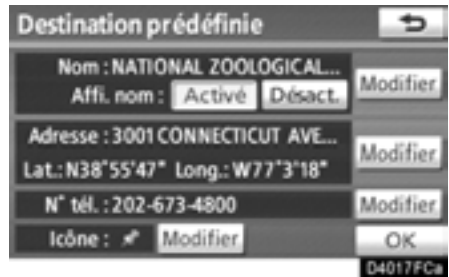 Destination prédéfinie
Nom : NATIONAL ZOOLOGICAL...
Modifier
Affi. nom : Activé Désact.
Adresse : 3001 CONNECTICUT AVE...
Modifier
Lat.: N38°55'47" Long.: W77°3'18"
N° tél. : 202-673-4800 Modifier
Icône : Modifier OK
D4017FCa